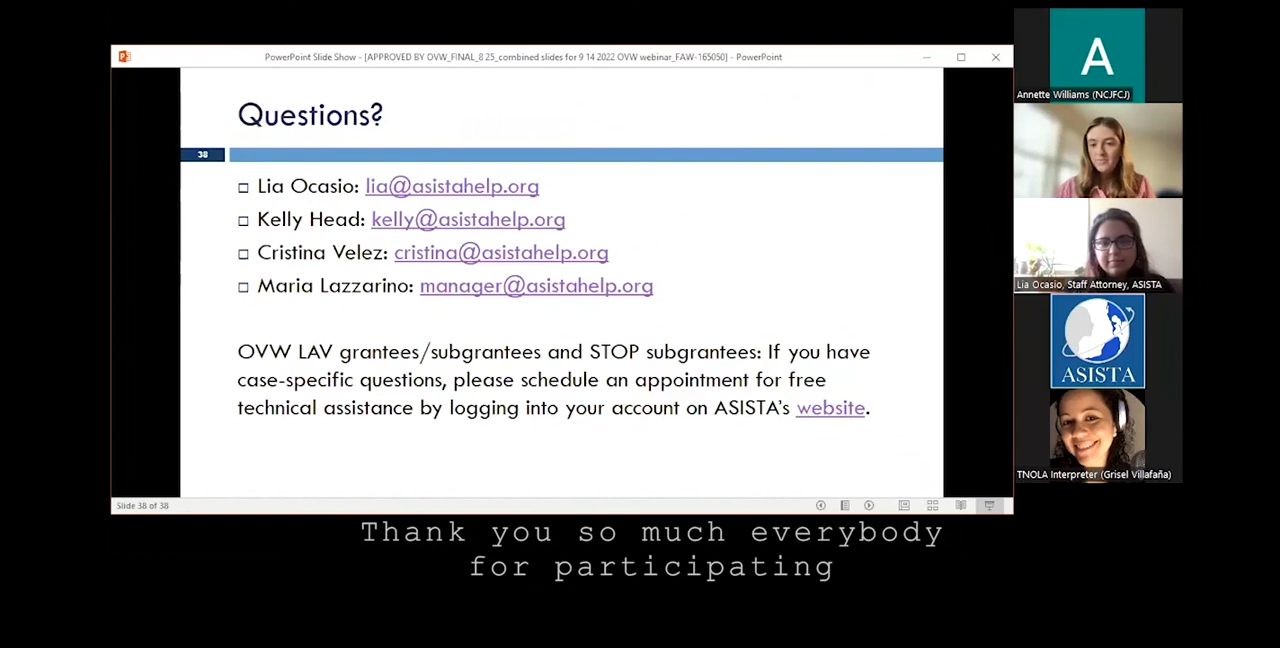 PowerPoint Slide Show - [APPROVED BY OVW_FINAL_8 25_combined slides for 9 14 2022 OVW webinar_FAW-165050] - PowerPoint
Questions?
38
Lia Ocasio: lia@asistahelp.org
Kelly Head: kelly@asistahelp.org
Cristina Velez: cristina@asistahelp.org
Maria Lazzarino: manager@asistahelp.org
OVW LAV grantees/subgrantees and STOP subgrantees: If you have
case-specific questions, please schedule an appointment for free
technical assistance by logging into your account on ASISTA's website.
Slide 38 of 38
A
Annette Williams (NCJFCJ)
Lia Ocasio, Staff Attorney, ASISTA
ASISTA
TNOLA Interpreter (Grisel Villafaña)
Thank you so much everybody
for participating